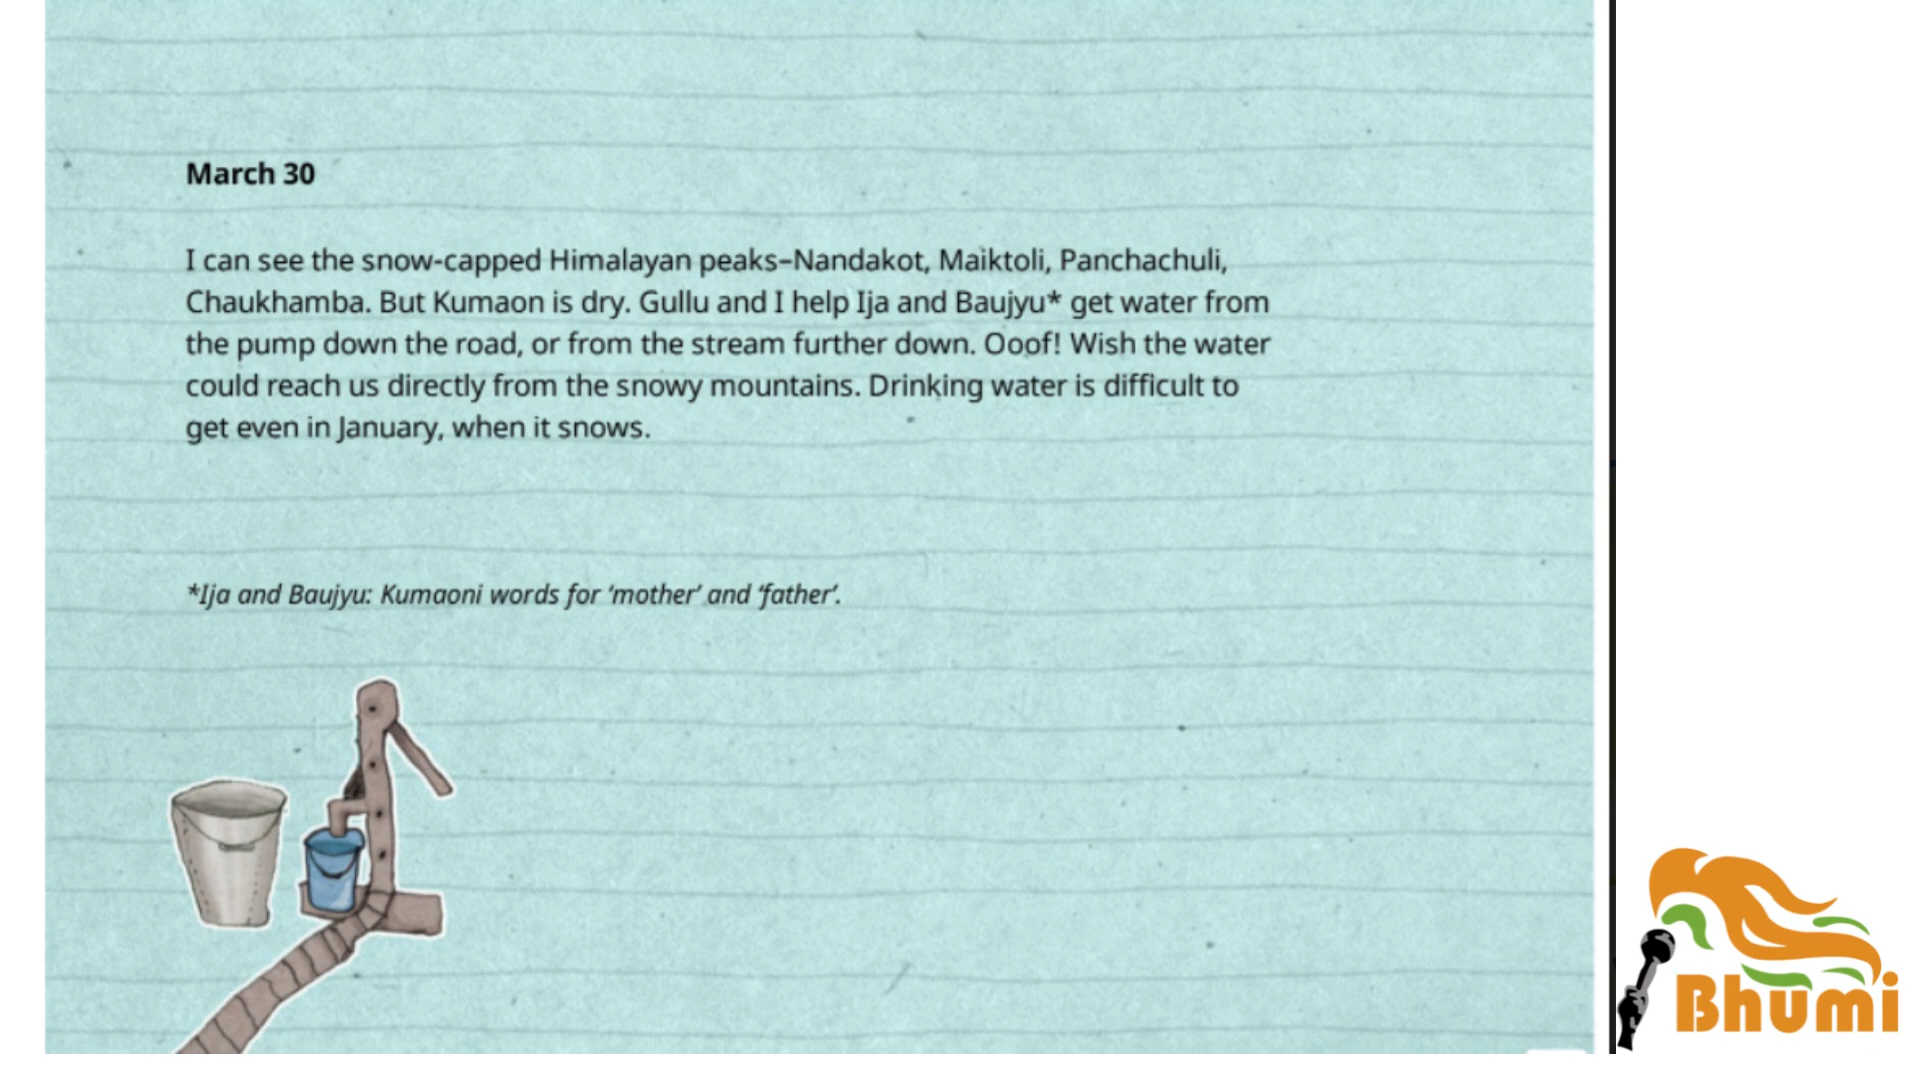 March 30
I can see the snow-capped Himalayan peaks–Nandakot, Maiktoli, Panchachuli,
Chaukhamba. But Kumaon is dry. Gullu and I help Ija and Baujyu* get water from
the pump down the road, or from the stream further down. Ooof! Wish the water
could reach us directly from the snowy mountains. Drinking water is difficult to
get even in January, when it snows.
*Ija and Baujyu: Kumaoni words for ‘mother’ and ‘father’.
Bhumi